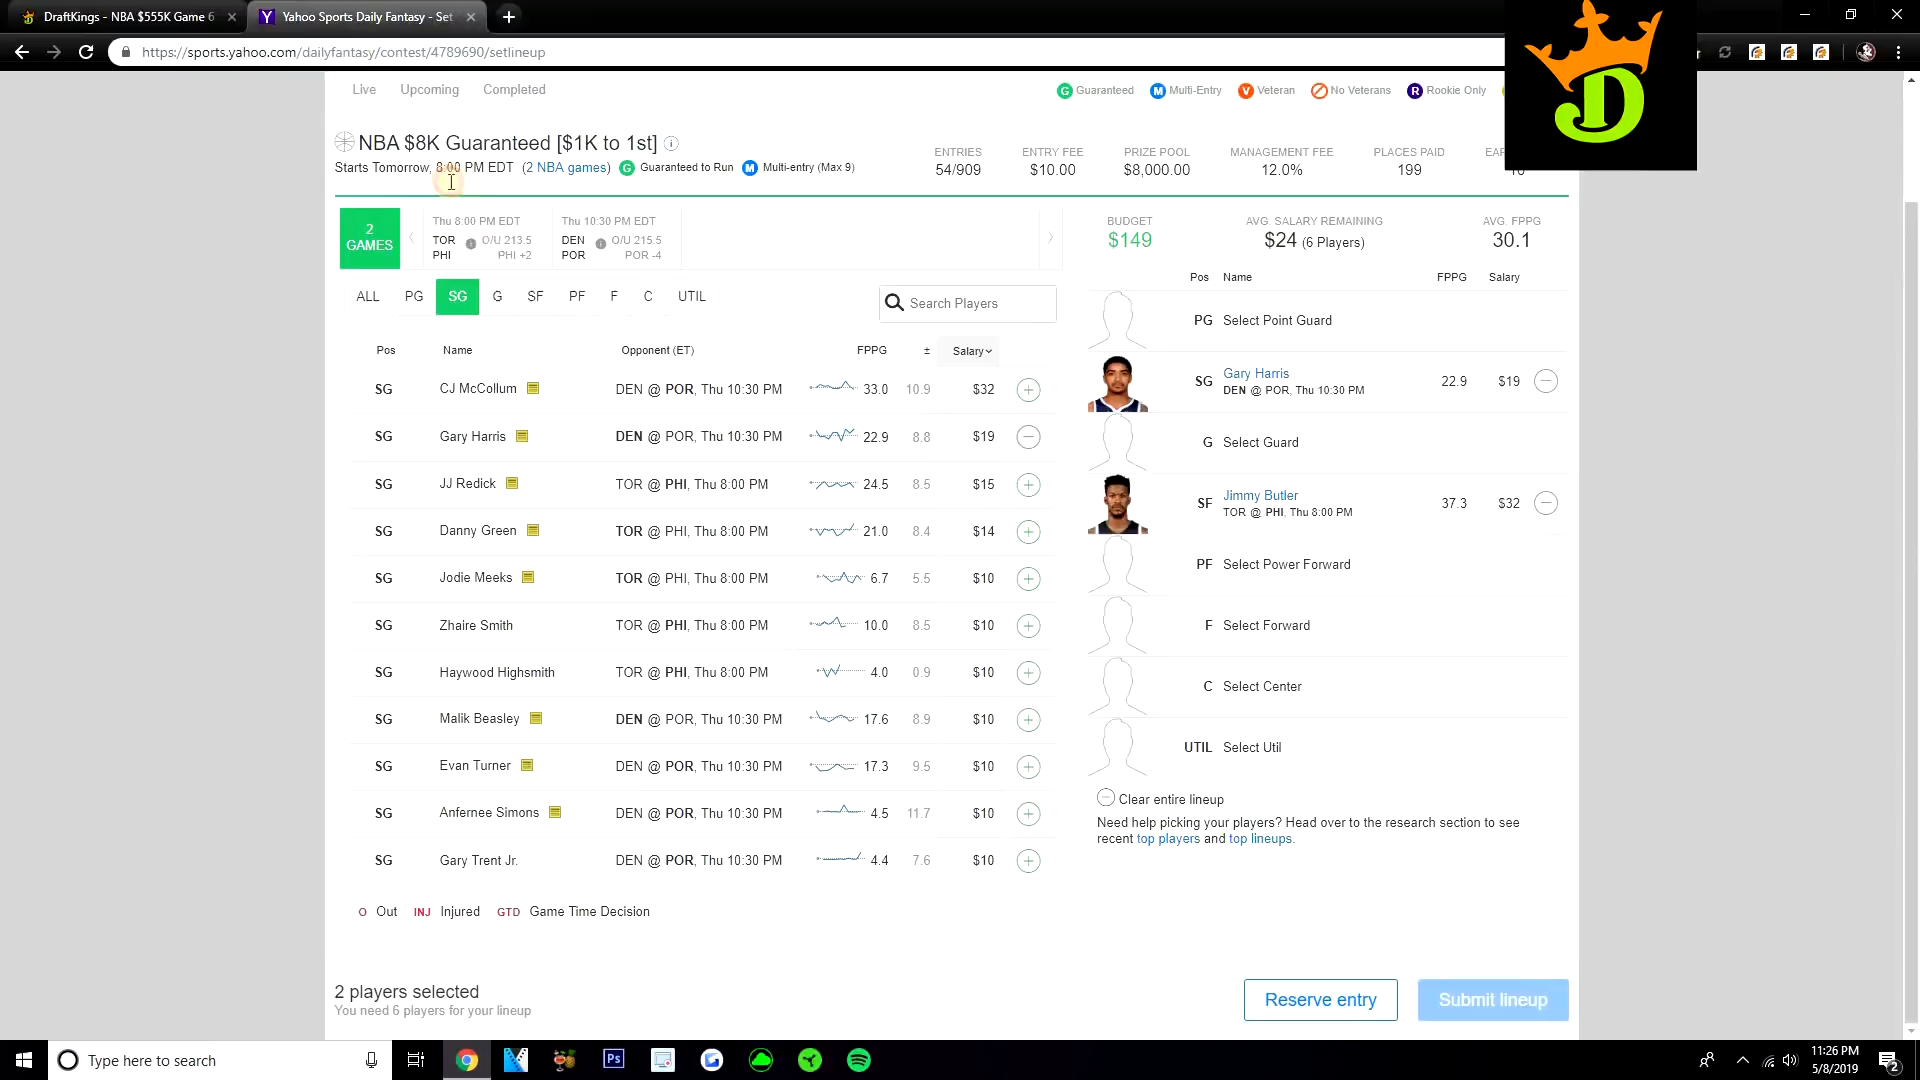 DraftKings - NBA $555K Game 6
Yahoo Sports Daily Fantasy - Set
https://sports.yahoo.com/dailyfantasy/contest/4789690/setlineup
Live Upcoming Completed
G Guaranteed M Multi-Entry V Veteran No Veterans R Rookie Only
NBA $8K Guaranteed [$1K to 1st] i
Starts Tomorrow, 8:00 PM EDT (2 NBA games) G Guaranteed to Run M Multi-entry (Max 9)
ENTRIES ENTRY FEE PRIZE POOL MANAGEMENT FEE PLACES PAID
54/909 $10.00 $8,000.00 12.0% 199
D
2 GAMES
Thu 8:00 PM EDT
TOR O/U 213.5
PHI PHI +2
Thu 10:30 PM EDT
DEN O/U 215.5
POR POR -4
BUDGET AVG. SALARY REMAINING AVG. FPPG
$149 $24 (6 Players) 30.1
ALL PG SG G SF PF F C UTIL
Search Players
Pos Name Opponent (ET) FPPG ± Salary
SG CJ McCollum DEN @ POR, Thu 10:30 PM 33.0 10.9 $32
SG Gary Harris DEN @ POR, Thu 10:30 PM 22.9 8.8 $19
SG JJ Redick TOR @ PHI, Thu 8:00 PM 24.5 8.5 $15
SG Danny Green TOR @ PHI, Thu 8:00 PM 21.0 8.4 $14
SG Jodie Meeks TOR @ PHI, Thu 8:00 PM 6.7 5.5 $10
SG Zhaire Smith TOR @ PHI, Thu 8:00 PM 10.0 8.5 $10
SG Haywood Highsmith TOR @ PHI, Thu 8:00 PM 4.0 0.9 $10
SG Malik Beasley DEN @ POR, Thu 10:30 PM 17.6 8.9 $10
SG Evan Turner DEN @ POR, Thu 10:30 PM 17.3 9.5 $10
SG Anfernee Simons DEN @ POR, Thu 10:30 PM 4.5 11.7 $10
SG Gary Trent Jr. DEN @ POR, Thu 10:30 PM 4.4 7.6 $10
O Out INJ Injured GTD Game Time Decision
Pos Name FPPG Salary
PG Select Point Guard
SG Gary Harris 22.9 $19
DEN @ POR, Thu 10:30 PM
G Select Guard
SF Jimmy Butler 37.3 $32
TOR @ PHI, Thu 8:00 PM
PF Select Power Forward
F Select Forward
C Select Center
UTIL Select Util
Clear entire lineup
Need help picking your players? Head over to the research section to see
recent top players and top lineups.
2 players selected
You need 6 players for your lineup
Reserve entry Submit lineup
Type here to search
Ps
11:26 PM
5/8/2019
2